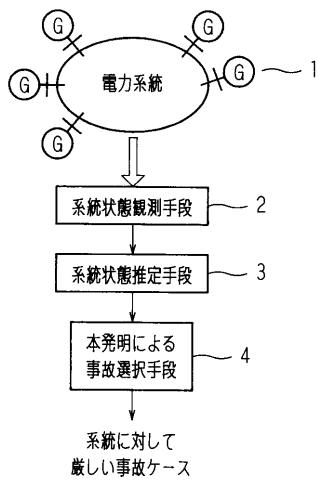 G
G
G
G
G
1
電力系統
系統状態観測手段
2
系統状態推定手段
3
本発明による
事故選択手段
4
系統に対して
厳しい事故ケース